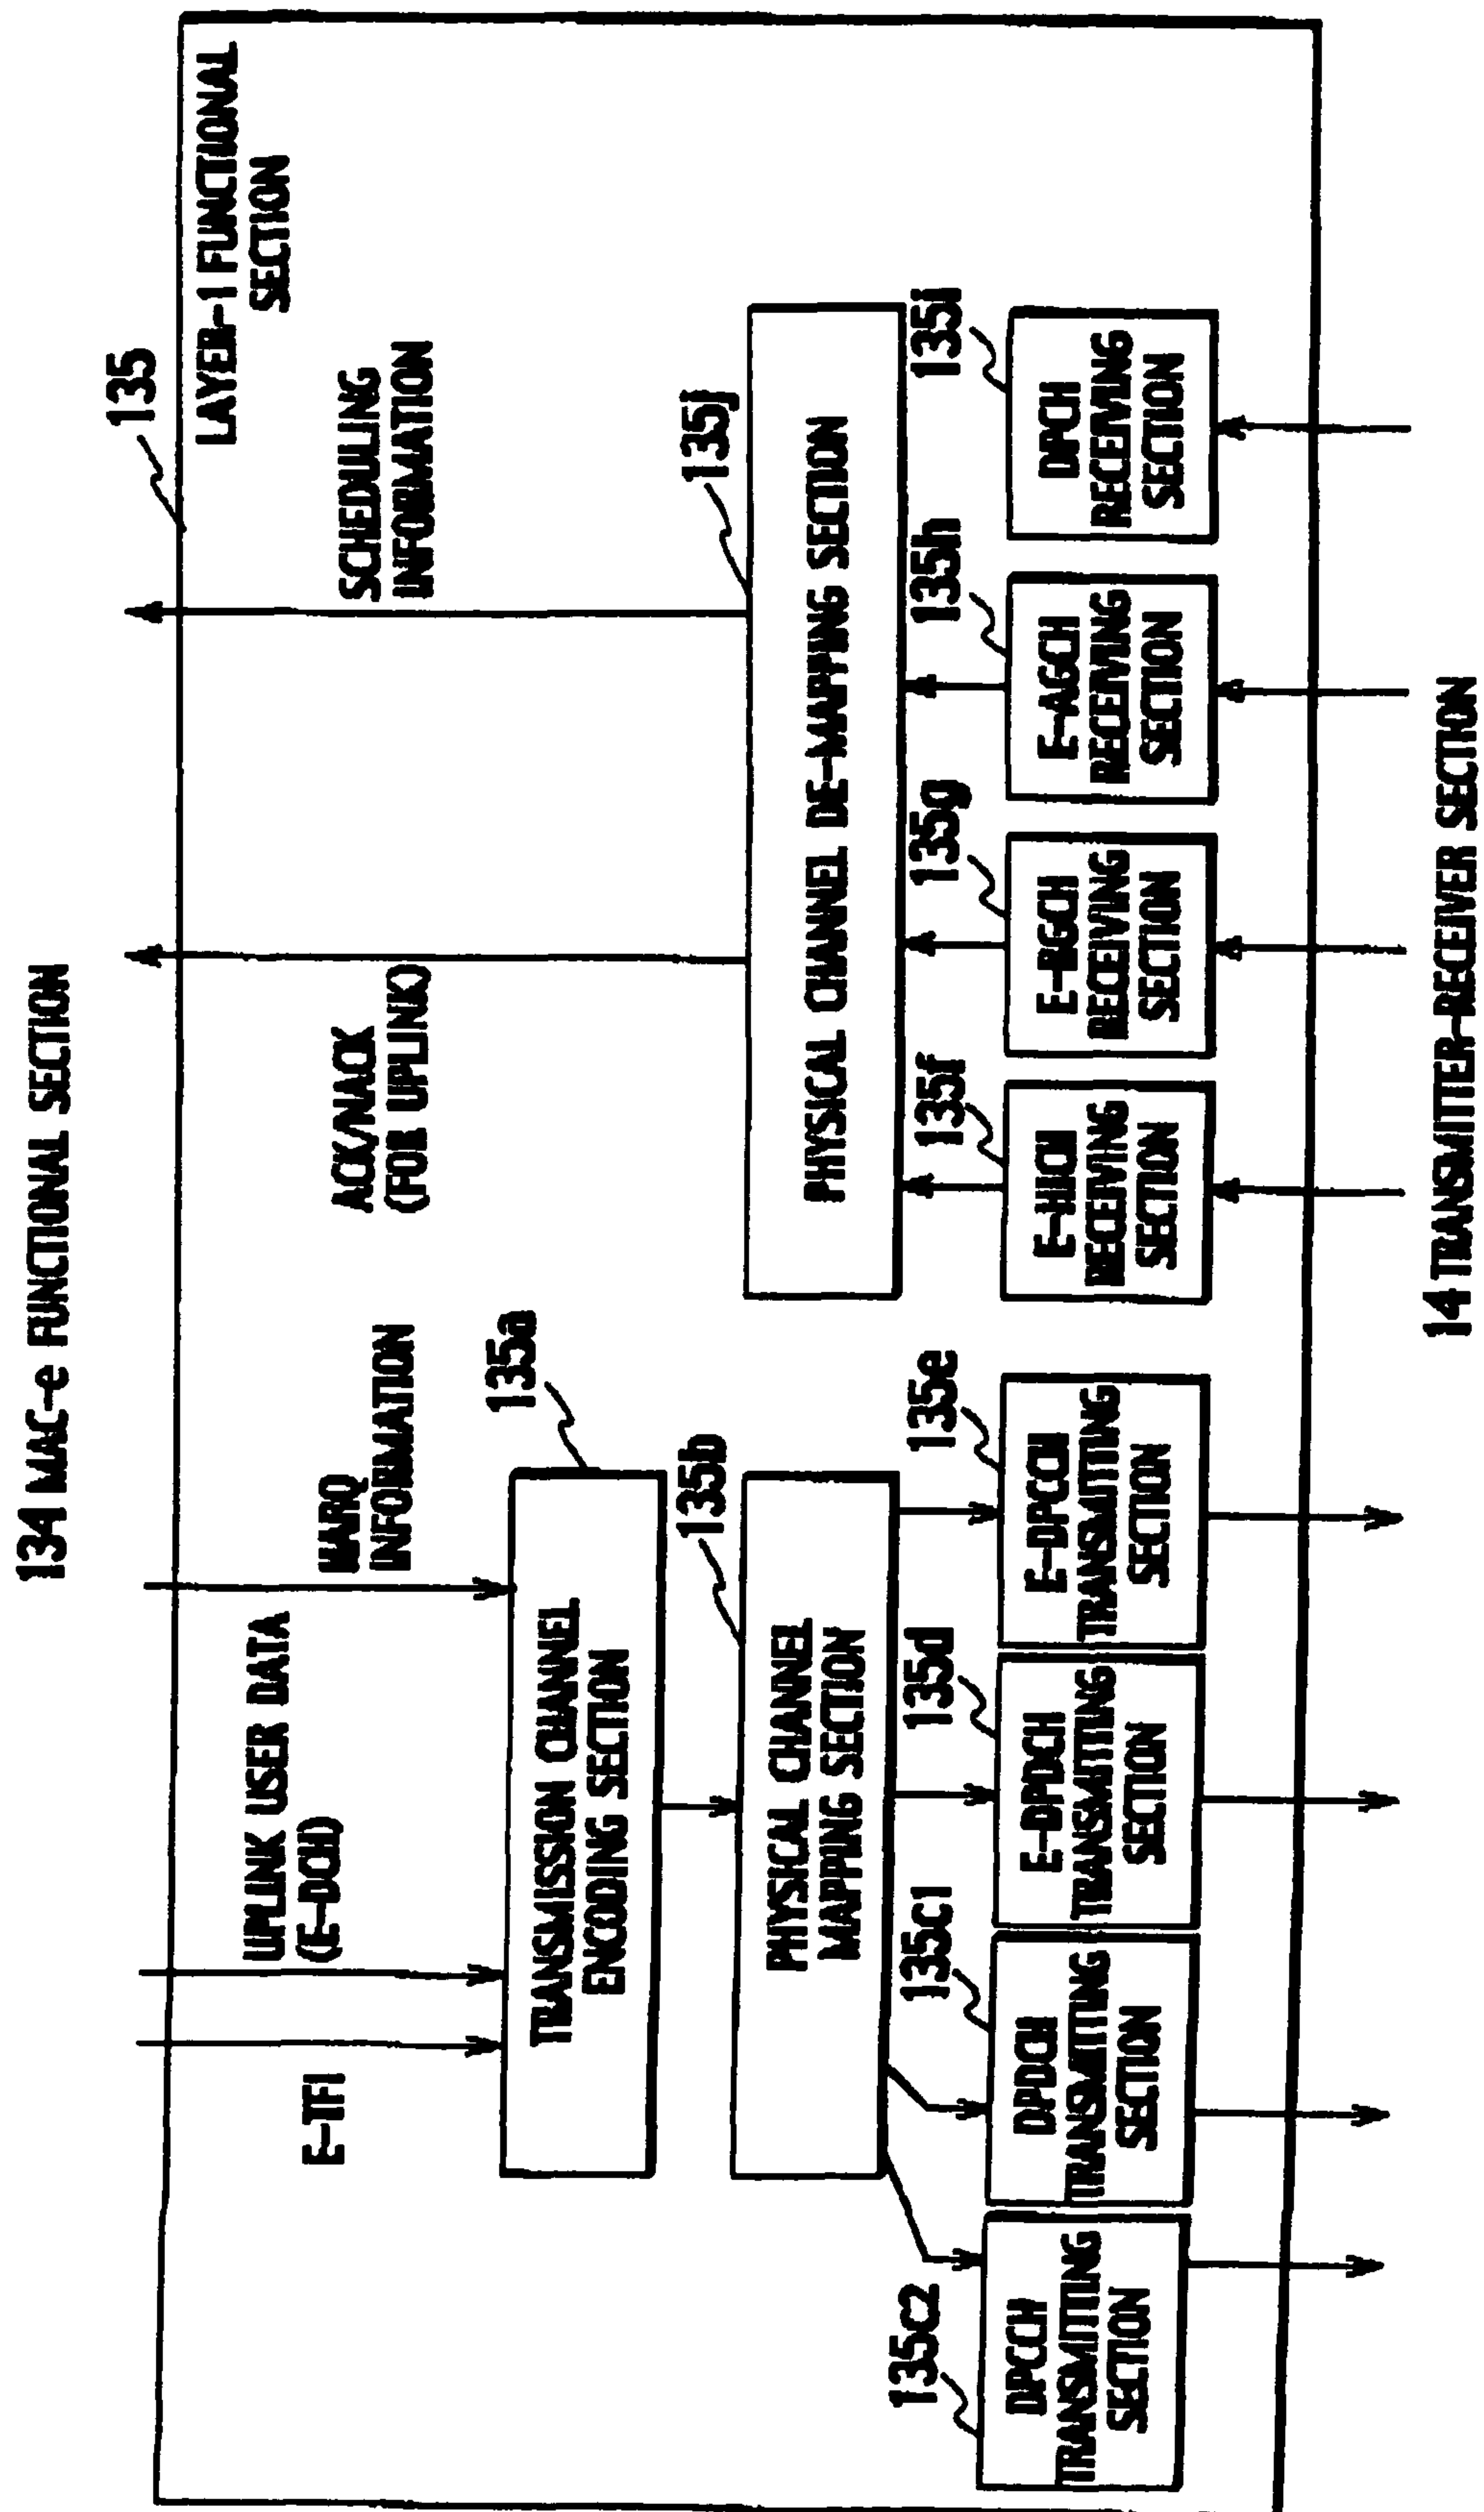 134 MAC-e FUNCTIONAL SECTION
135
LAYER-1 FUNCTIONAL
SECTION
E-TFI
UPLINK USER DATA
(E-DCH)
HARQ
INFORMATION
ACK/NACK
(FOR UPLINK)
SCHEDULING
INFORMATION
135a
TRANSMISSION CHANNEL
ENCODING SECTION
135b
PHYSICAL CHANNEL
MAPPING SECTION
135j
PHYSICAL CHANNEL DE-MAPPING SECTION
135c2
DPCCH
TRANSMITTING
SECTION
135c1
DPDCH
TRANSMITTING
SECTION
135d
E-DPDCH
TRANSMITTING
SECTION
135e
E-DPCCH
TRANSMITTING
SECTION
135f
E-HICH
RECEIVING
SECTION
135g
E-RGCH
RECEIVING
SECTION
135h
E-AGCH
RECEIVING
SECTION
135i
DPCH
RECEIVING
SECTION
14 TRANSMITTER-RECEIVER SECTION